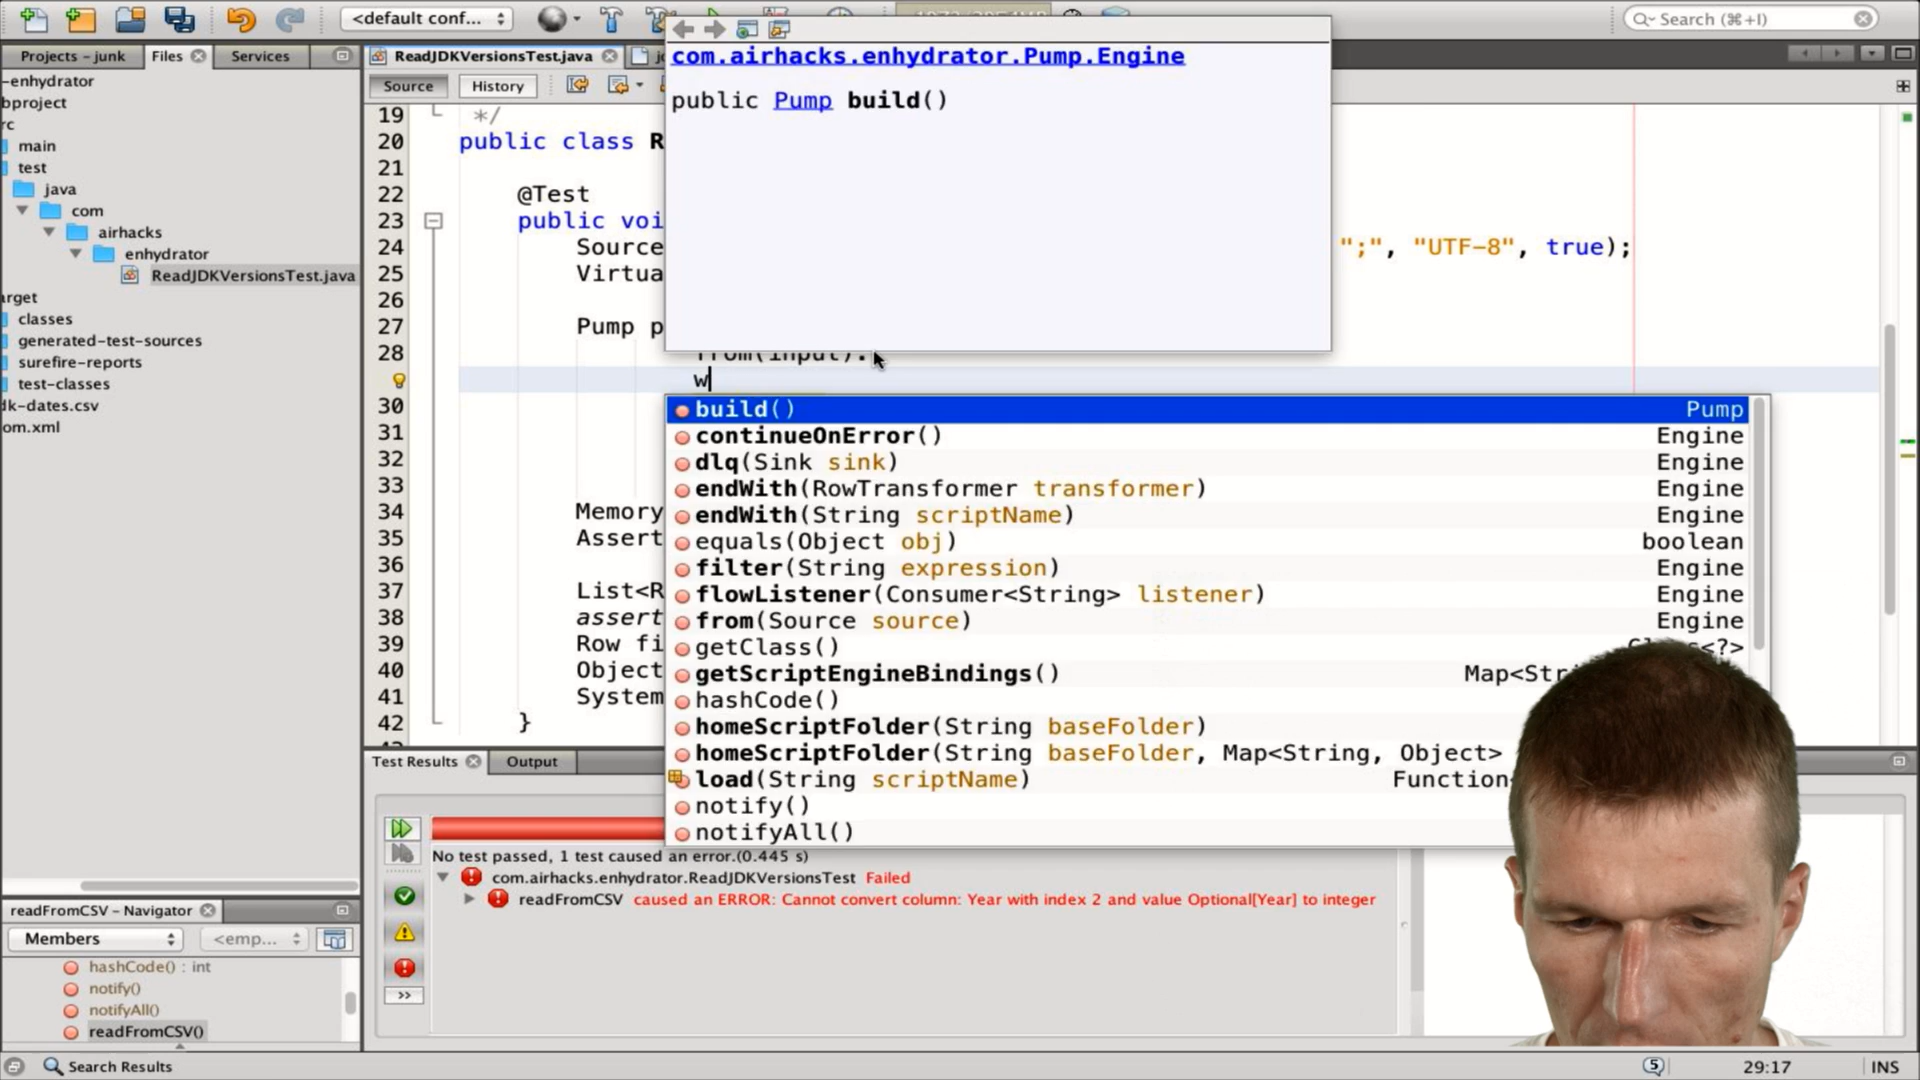 <default conf...
Search (⌘+I)
Projects – junk
Files
Services
ReadJDKVersionsTest.java
Source
History
-enhydrator
bproject
rc
main
test
java
com
airhacks
enhydrator
ReadJDKVersionsTest.java
arget
classes
generated-test-sources
surefire-reports
test-classes
dk-dates.csv
om.xml
com.airhacks.enhydrator.Pump.Engine
public Pump build()
19 */
20 public class R
21
22 @Test
23 public voi
24 Source ";", "UTF-8", true);
25 Virtua
26
27 Pump p
28 from(input).
w
30
31
32
33
34 Memory
35 Assert
36
37 List<R
38 assert
39 Row fi
40 Object
41 System
42 }
build() Pump
continueOnError() Engine
dlq(Sink sink) Engine
endWith(RowTransformer transformer) Engine
endWith(String scriptName) Engine
equals(Object obj) boolean
filter(String expression) Engine
flowListener(Consumer<String> listener) Engine
from(Source source) Engine
getClass() Class<?>
getScriptEngineBindings() Map<Str
hashCode()
homeScriptFolder(String baseFolder)
homeScriptFolder(String baseFolder, Map<String, Object>
load(String scriptName) Function<
notify()
notifyAll()
Test Results
Output
No test passed, 1 test caused an error.(0.445 s)
com.airhacks.enhydrator.ReadJDKVersionsTest Failed
readFromCSV caused an ERROR: Cannot convert column: Year with index 2 and value Optional[Year] to integer
readFromCSV – Navigator
Members
<emp...
hashCode() : int
notify()
notifyAll()
readFromCSV()
Search Results
5
29:17
INS